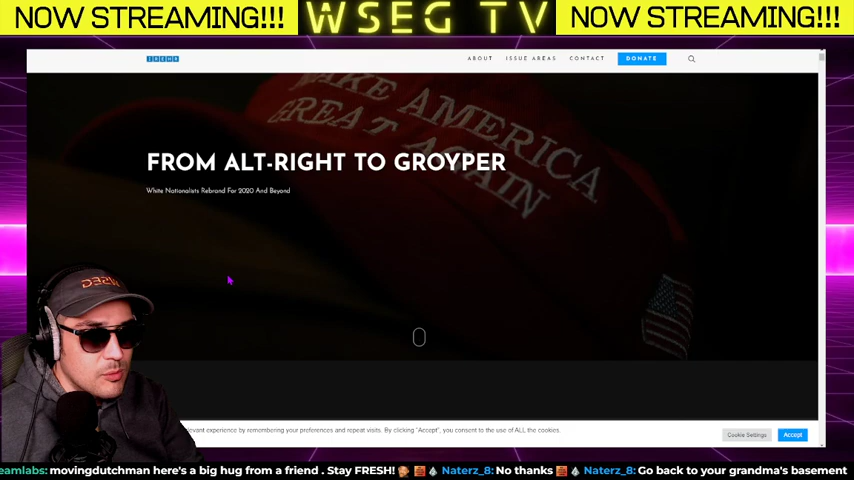 NOW STREAMING!!! WSEG TV NOW STREAMING!!!
IREHR ABOUT ISSUE AREAS CONTACT DONATE
MAKE AMERICA
GREAT AGAIN
FROM ALT-RIGHT TO GROYPER
White Nationalists Rebrand For 2020 And Beyond
experience by remembering your preferences and repeat visits. By clicking "Accept", you consent to the use of ALL the cookies.
Cookie Settings Accept
eamlabs: movingdutchman here's a big hug from a friend . Stay FRESH! Naterz_8: No thanks Naterz_8: Go back to your grandma's basement